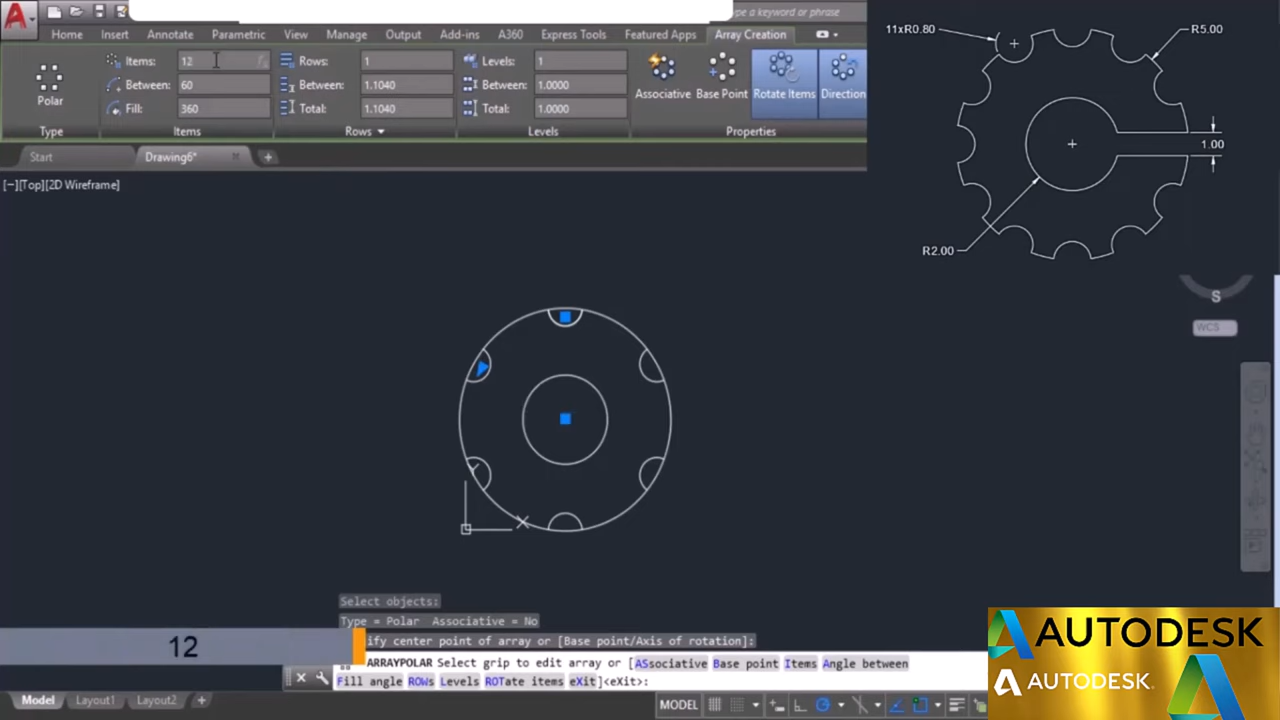 pe a keyword or phrase
Home Insert Annotate Parametric View Manage Output Add-ins A360 Express Tools Featured Apps Array Creation
Items: 12 Rows: 1 Levels: 1
Between: 60 Between: 1.1040 Between: 1.0000
Fill: 360 Total: 1.1040 Total: 1.0000
Polar Associative Base Point Rotate Items Direction
Type Items Rows Levels Properties
Start Drawing6*
[−][Top][2D Wireframe]
11xR0.80
R5.00
1.00
R2.00
S
WCS
Select objects:
Type = Polar Associative = No
ify center point of array or [Base point/Axis of rotation]:
12
ARRAYPOLAR Select grip to edit array or [ASsociative Base point Items Angle between
Fill angle ROWs Levels ROTate items eXit]<eXit>:
Model Layout1 Layout2
MODEL
AUTODESK
AUTODESK.